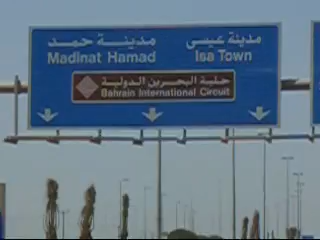 مدينة حمد مدينة عيسى
Madinat Hamad Isa Town
حلبة البحرين الدولية
Bahrain International Circuit